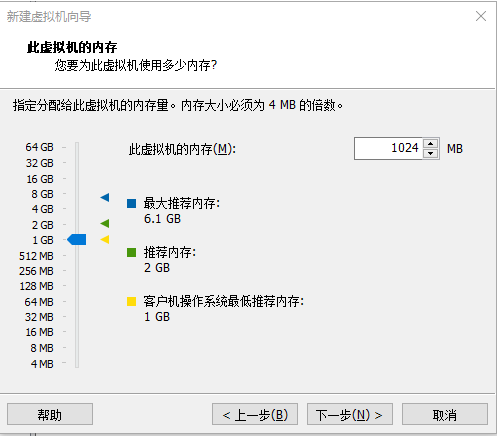 新建虚拟机向导
此虚拟机的内存
您要为此虚拟机使用多少内存?
指定分配给此虚拟机的内存量。内存大小必须为 4 MB 的倍数。
64 GB
32 GB
16 GB
8 GB
4 GB
2 GB
1 GB
512 MB
256 MB
128 MB
64 MB
32 MB
16 MB
8 MB
4 MB
此虚拟机的内存(M):
1024 MB
最大推荐内存:
6.1 GB
推荐内存:
2 GB
客户机操作系统最低推荐内存:
1 GB
帮助
< 上一步(B)
下一步(N) >
取消